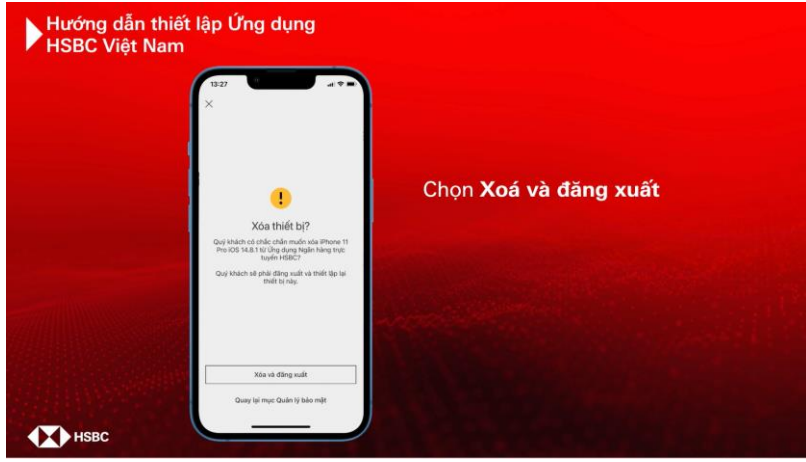 Hướng dẫn thiết lập Ứng dụng
HSBC Việt Nam
13:27
Xóa thiết bị?
Quý khách có chắc chắn muốn xóa iPhone 11
Pro iOS 14.8.1 từ Ứng dụng Ngân hàng trực
tuyến HSBC?
Quý khách sẽ phải đăng xuất và thiết lập lại
thiết bị này.
Xóa và đăng xuất
Quay lại mục Quản lý bảo mật
Chọn Xoá và đăng xuất
HSBC